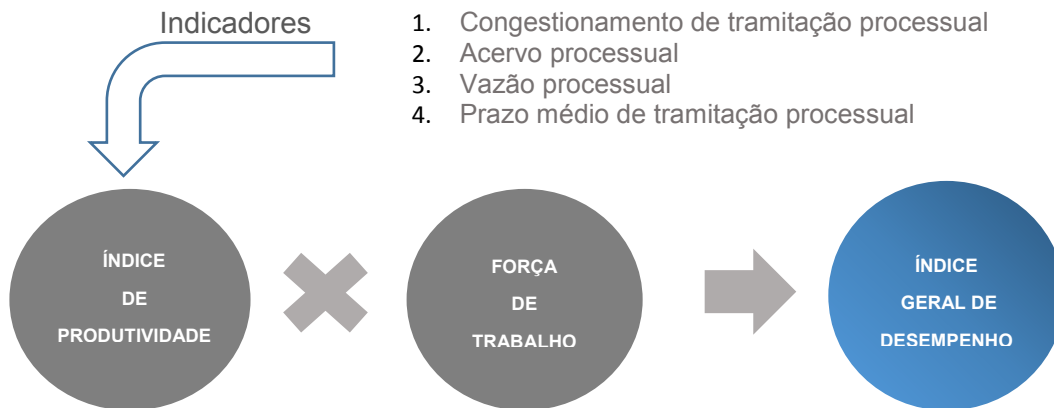 Indicadores
1. Congestionamento de tramitação processual
2. Acervo processual
3. Vazão processual
4. Prazo médio de tramitação processual
ÍNDICE
DE
PRODUTIVIDADE
FORÇA
DE
TRABALHO
ÍNDICE
GERAL DE
DESEMPENHO